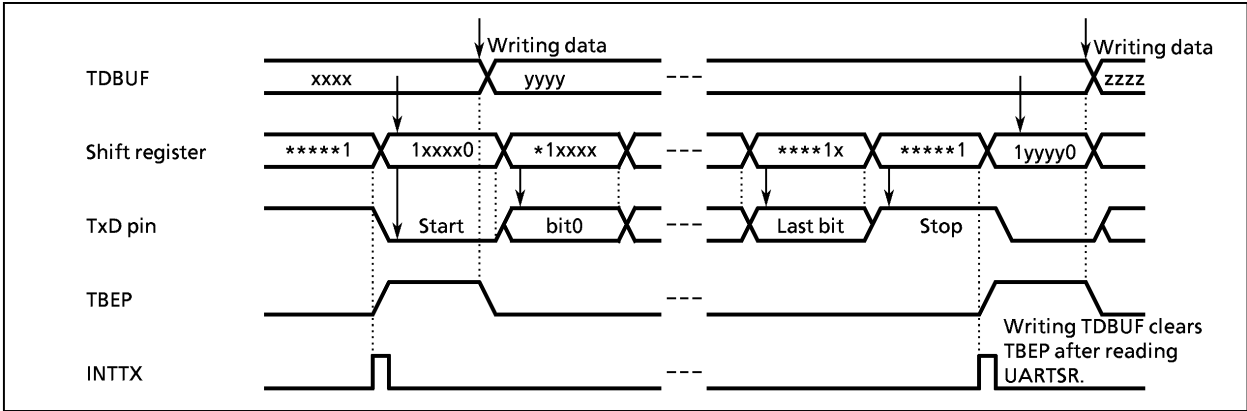 Writing data
Writing data
TDBUF xxxx yyyy --- zzzz
Shift register *****1 1xxxx0 *1xxxx --- ****1x *****1 1yyyy0
TxD pin Start bit0 --- Last bit Stop
TBEP ---
Writing TDBUF clears
TBEP after reading
UARTSR.
INTTX ---